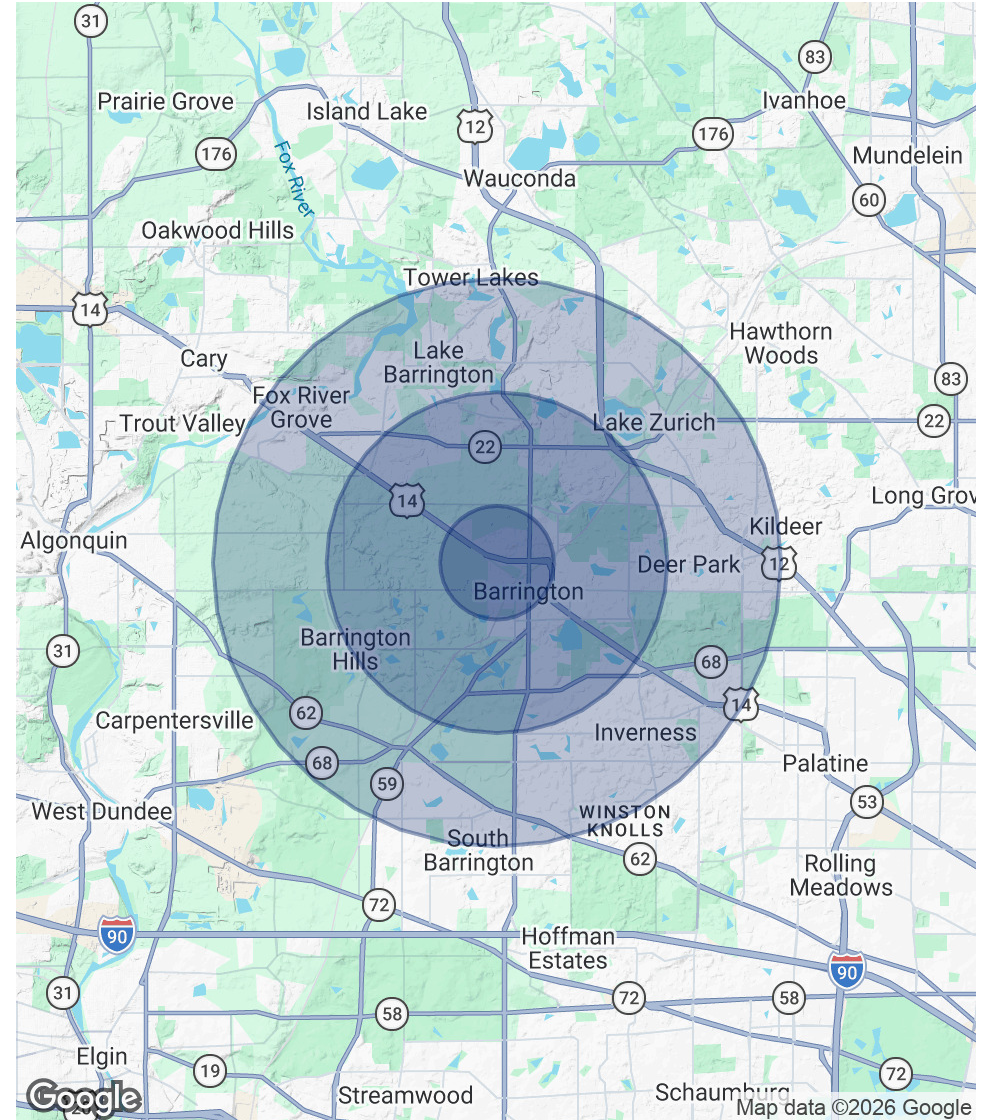 31
83
Prairie Grove
Island Lake
Ivanhoe
12
176
176
Mundelein
Fox River
Wauconda
60
Oakwood Hills
Tower Lakes
14
Hawthorn
Woods
Lake
Barrington
Cary
83
Fox River
Grove
Trout Valley
Lake Zurich
22
22
14
Long Grov
Kildeer
Algonquin
Deer Park
12
Barrington
Barrington
Hills
31
68
62
14
Carpentersville
Inverness
68
Palatine
59
53
West Dundee
WINSTON
KNOLLS
South
Barrington
62
Rolling
Meadows
72
90
Hoffman
Estates
90
31
72
58
58
Elgin
19
72
Streamwood
Schaumburg
Google
20
Map data ©2026 Google